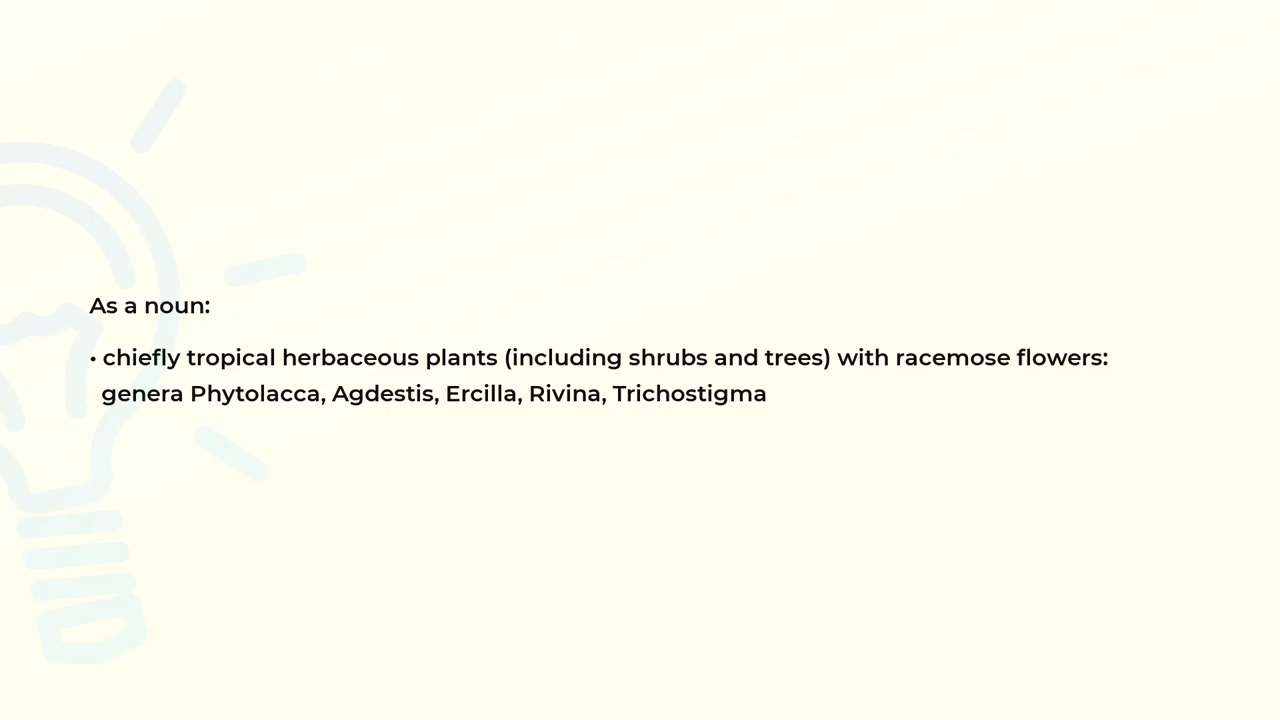 As a noun:
• chiefly tropical herbaceous plants (including shrubs and trees) with racemose flowers:
genera Phytolacca, Agdestis, Ercilla, Rivina, Trichostigma